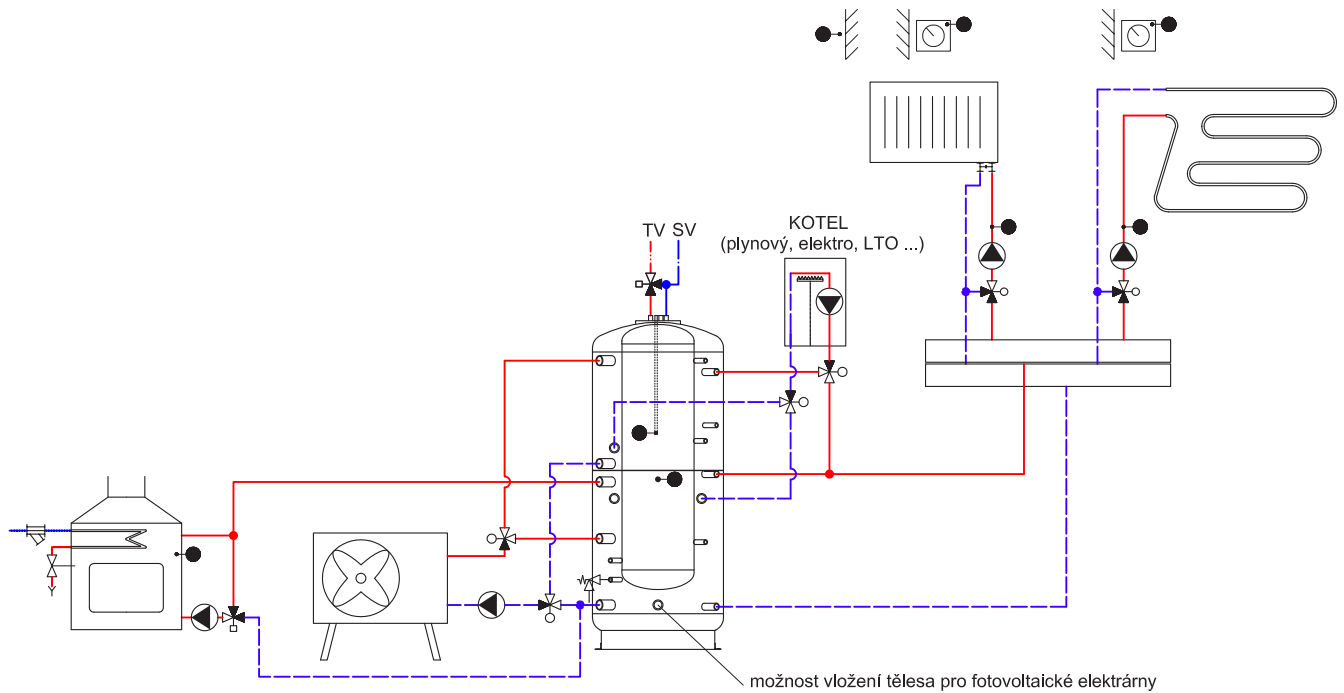 TV SV
KOTEL
(plynový, elektro, LTO ...)
možnost vložení tělesa pro fotovoltaické elektrárny